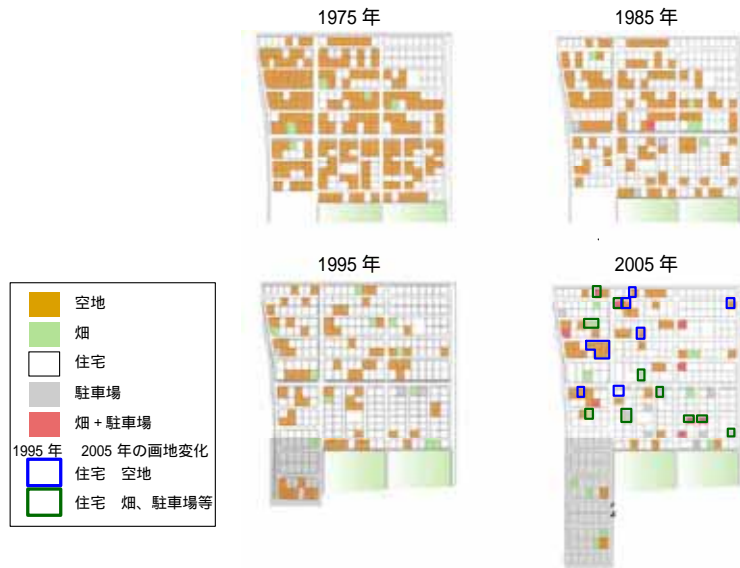 1975 年
1985 年
1995 年
2005 年
空地
畑
住宅
駐車場
畑 + 駐車場
1995 年 2005 年の画地変化
住宅 空地
住宅 畑、駐車場等